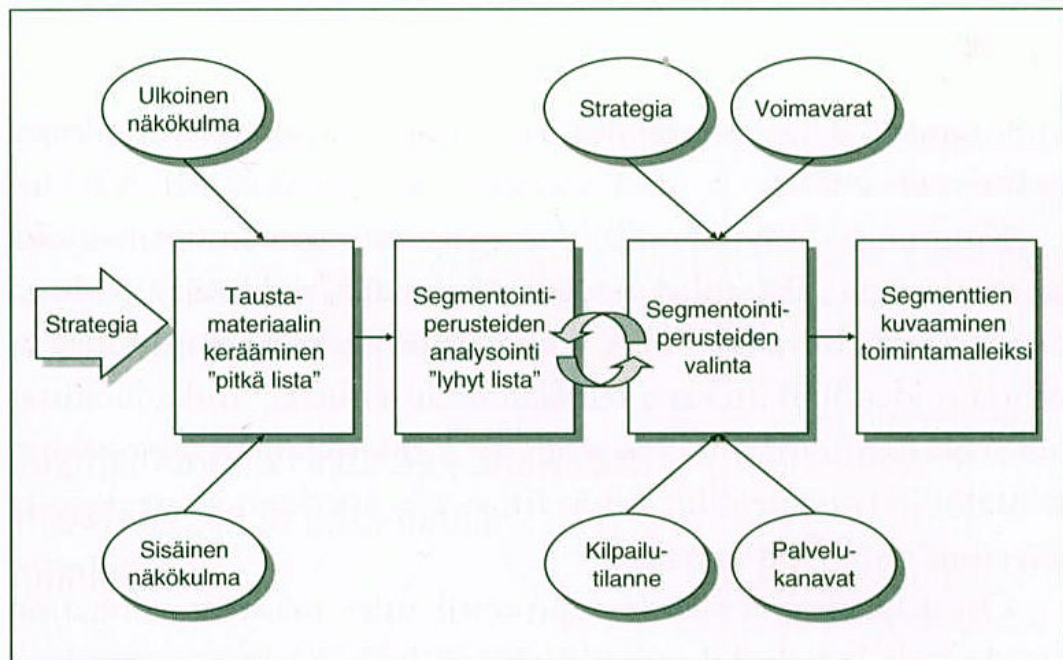 Ulkoinen
näkökulma
Strategia
Voimavarat
Strategia
Tausta-
materiaalin
kerääminen
"pitkä lista"
Segmentointi-
perusteiden
analysointi
"lyhyt lista"
Segmentointi-
perusteiden
valinta
Segmenttien
kuvaaminen
toimintamalleiksi
Sisäinen
näkökulma
Kilpailu-
tilanne
Palvelu-
kanavat